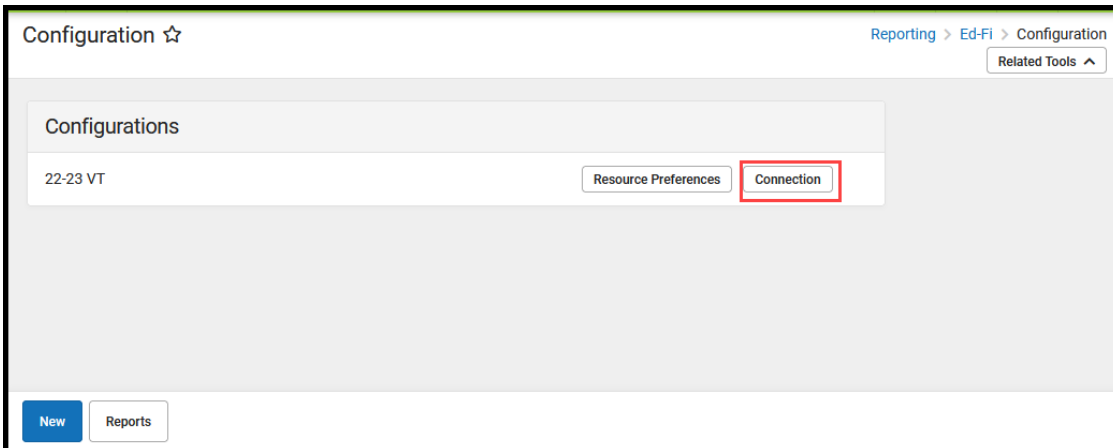 Configuration
Reporting > Ed-Fi > Configuration
Related Tools
Configurations
22-23 VT
Resource Preferences
Connection
New
Reports